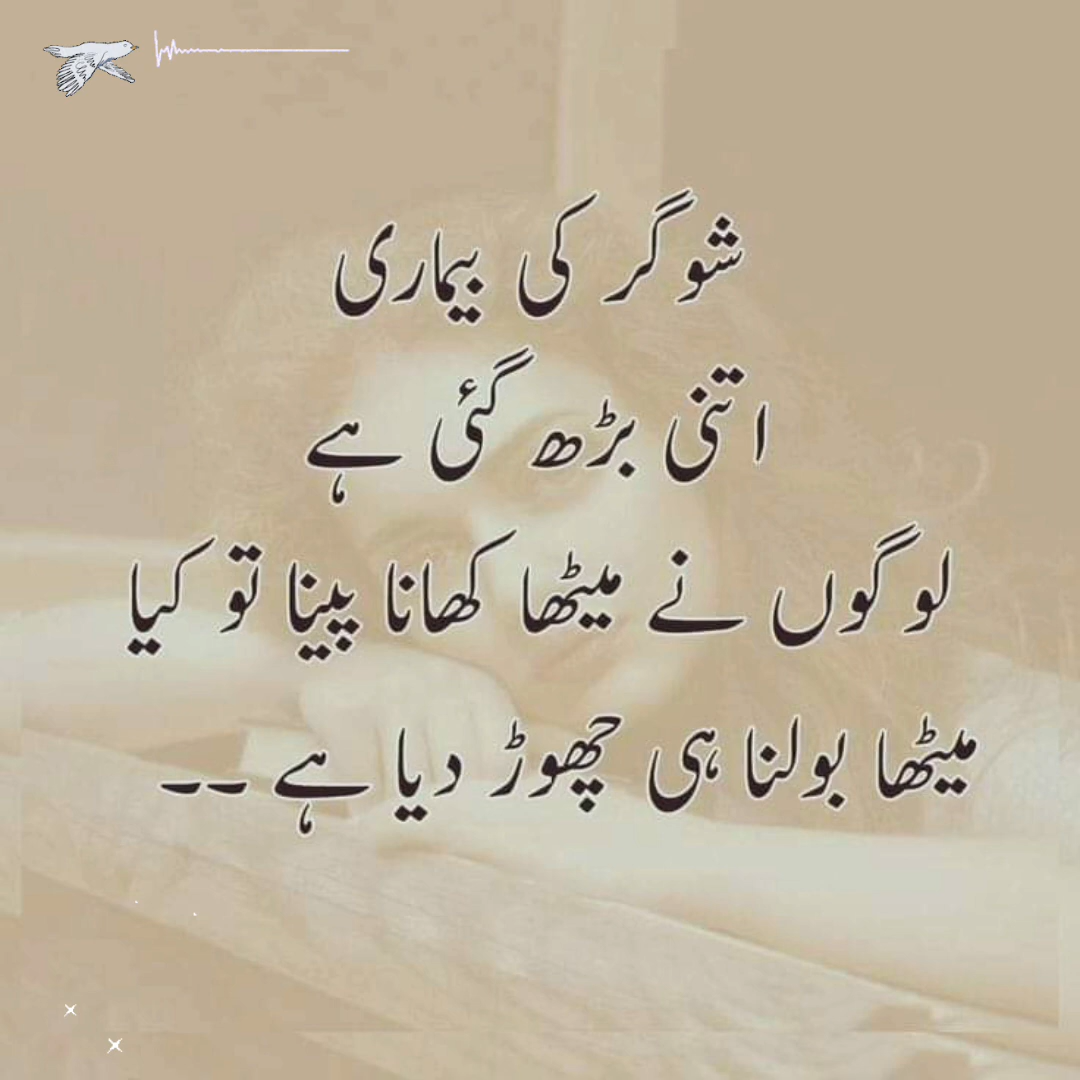 شوگر کی بیماری
اتنی بڑھ گئی ہے
لوگوں نے میٹھا کھانا پینا تو کیا
میٹھا بولنا ہی چھوڑ دیا ہے ۔۔